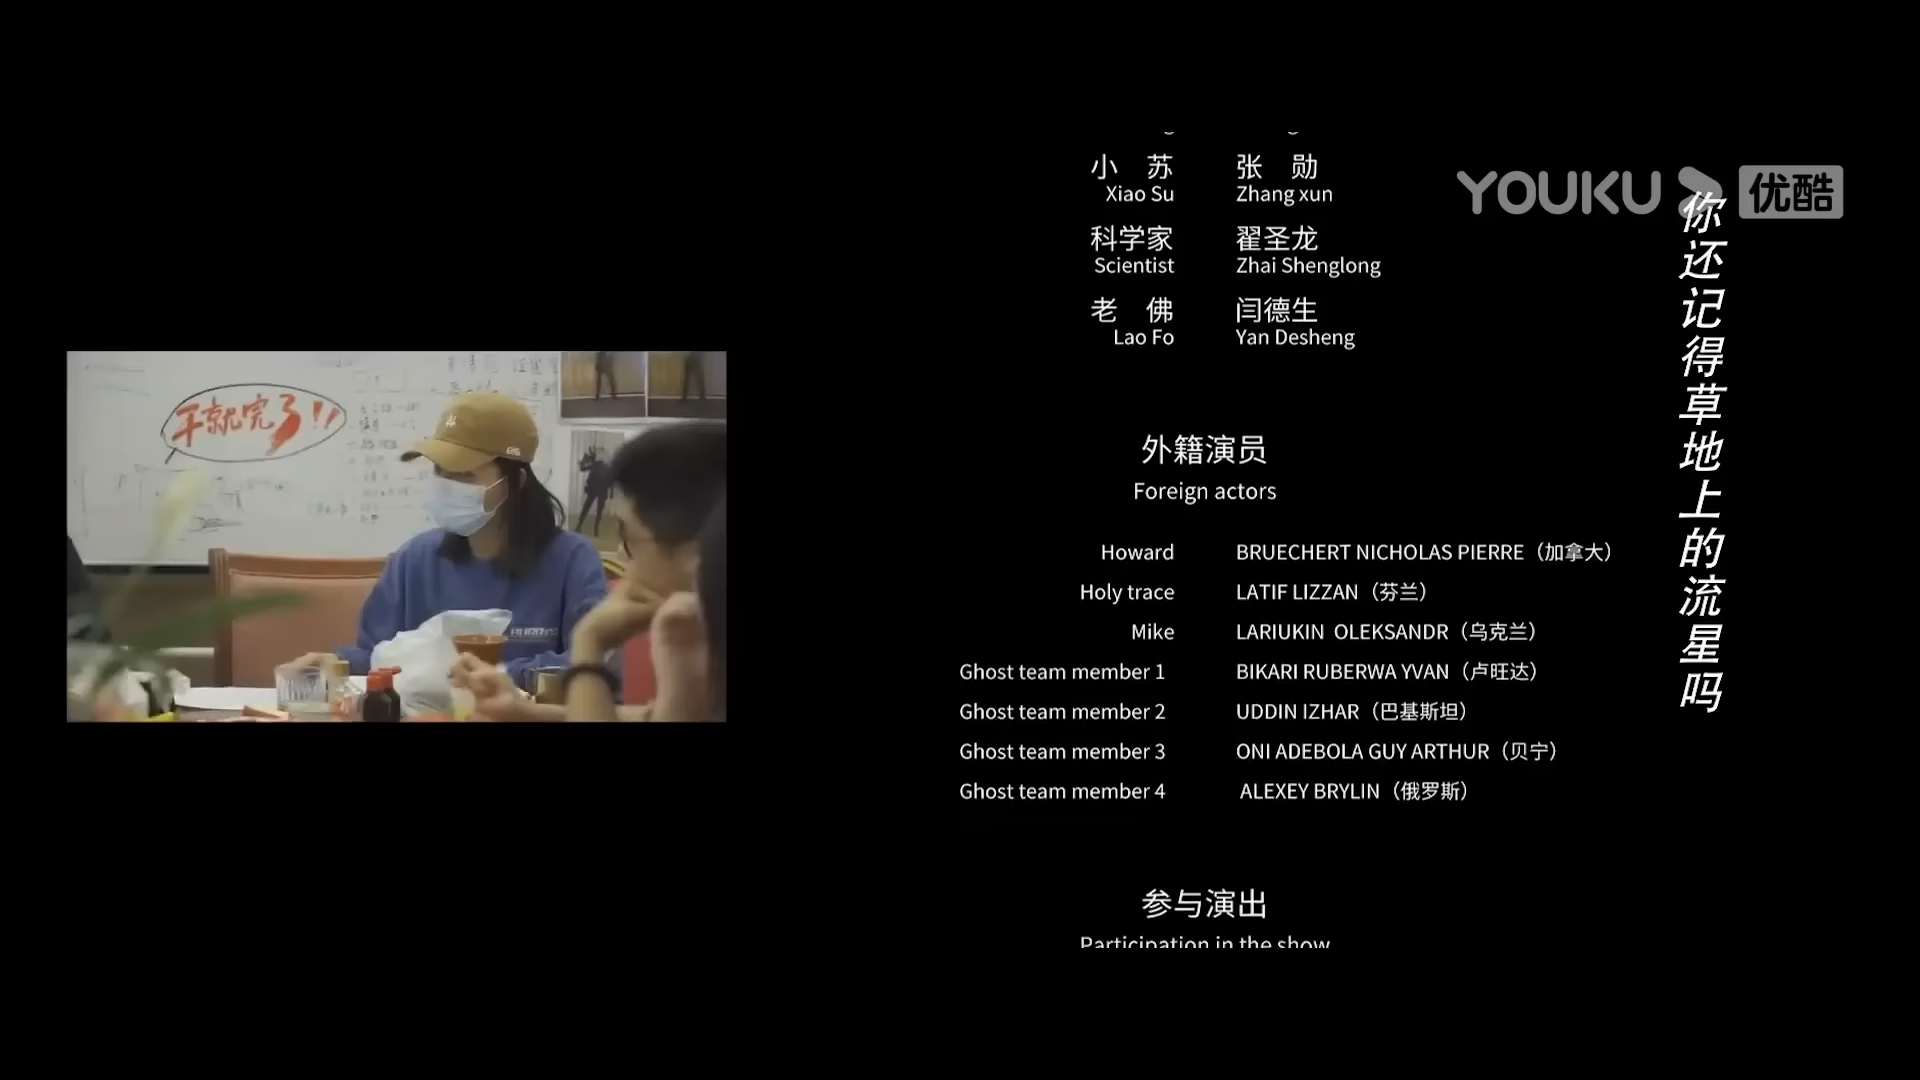 小 苏 张 勋
Xiao Su Zhang xun
科学家 翟圣龙
Scientist Zhai Shenglong
老 佛 闫德生
Lao Fo Yan Desheng
外籍演员
Foreign actors
Howard BRUECHERT NICHOLAS PIERRE（加拿大）
Holy trace LATIF LIZZAN（芬兰）
Mike LARIUKIN OLEKSANDR（乌克兰）
Ghost team member 1 BIKARI RUBERWA YVAN（卢旺达）
Ghost team member 2 UDDIN IZHAR（巴基斯坦）
Ghost team member 3 ONI ADEBOLA GUY ARTHUR（贝宁）
Ghost team member 4 ALEXEY BRYLIN（俄罗斯）
参与演出
Participation in the show
YOUKU 优酷
你还记得草地上的流星吗
干就完了!!